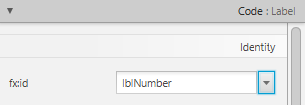 Code : Label
Identity
fx:id lblNumber